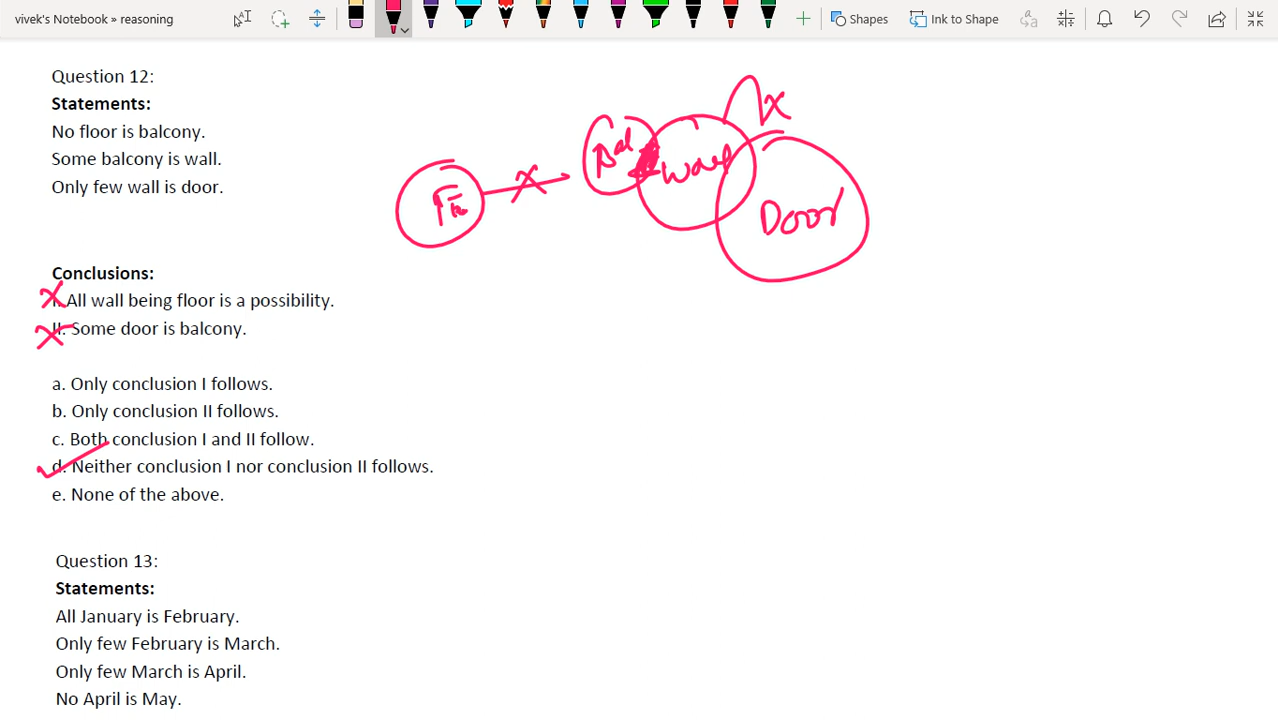 vivek's Notebook » reasoning
Shapes
Ink to Shape
Question 12:
Statements:
No floor is balcony.
Some balcony is wall.
Only few wall is door.
Bal
Wall
Door
Conclusions:
I. All wall being floor is a possibility.
II. Some door is balcony.
a. Only conclusion I follows.
b. Only conclusion II follows.
c. Both conclusion I and II follow.
d. Neither conclusion I nor conclusion II follows.
e. None of the above.
Question 13:
Statements:
All January is February.
Only few February is March.
Only few March is April.
No April is May.